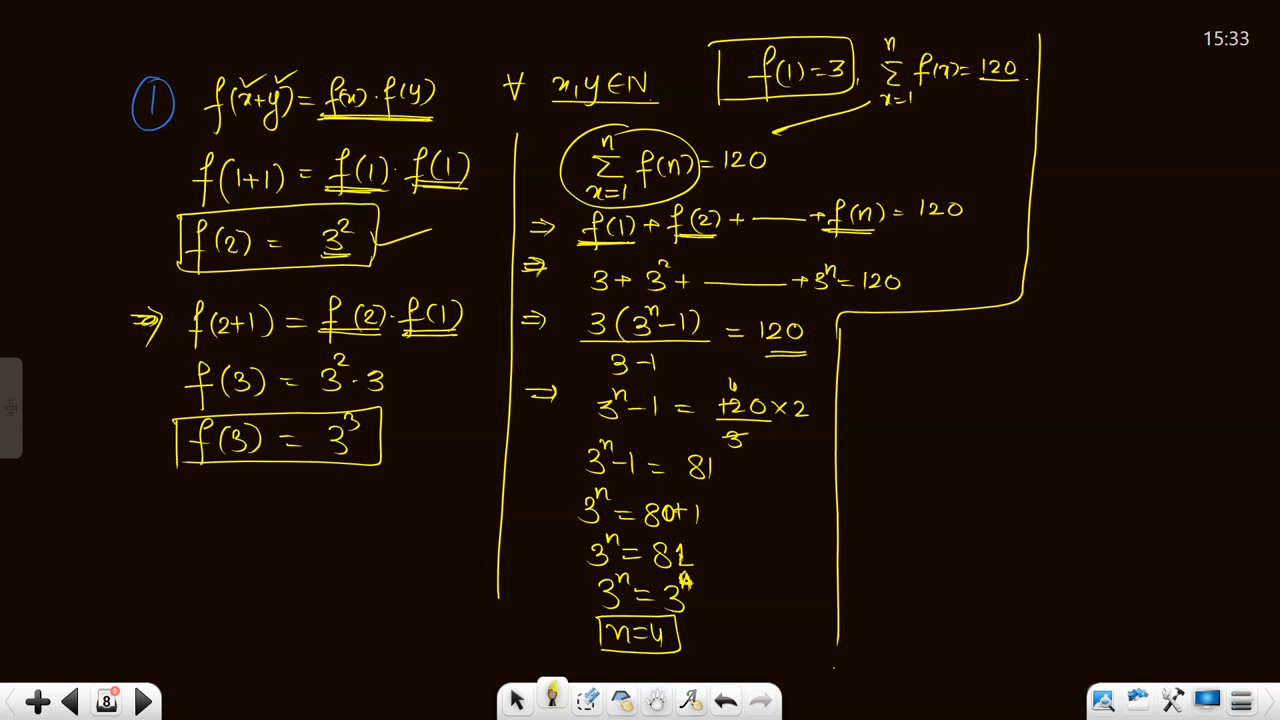 15:33
① f(x+y) = f(x) · f(y) ∀ x,y ∈ N. f(1)=3, n∑x=1 f(x) = 120.
f(1+1) = f(1) · f(1)
f(2) = 3²
⇒ f(2+1) = f(2) · f(1)
f(3) = 3² · 3
f(3) = 3³
n∑x=1 f(n) = 120
⇒ f(1) + f(2) + —— + f(n) = 120
⇒ 3 + 3² + —— + 3ⁿ = 120
⇒ 3(3ⁿ-1) / 3-1 = 120
⇒ 3ⁿ-1 = 120 × 2 / 3
3ⁿ-1 = 81
3ⁿ = 80+1
3ⁿ = 81
3ⁿ = 3⁴
n=4
8
0